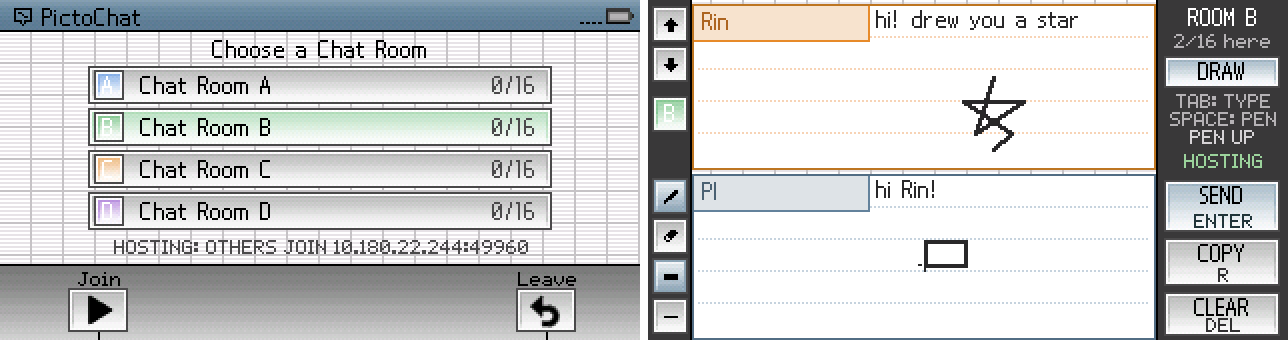 PictoChat
Choose a Chat Room
A Chat Room A 0/16
B Chat Room B 0/16
C Chat Room C 0/16
D Chat Room D 0/16
HOSTING: OTHERS JOIN 10.180.22.244:49960
Join
Leave
B
Rin
hi! drew you a star
Pl
hi Rin!
ROOM B
2/16 here
DRAW
TAB: TYPE
SPACE: PEN
PEN UP
HOSTING
SEND
ENTER
COPY
R
CLEAR
DEL